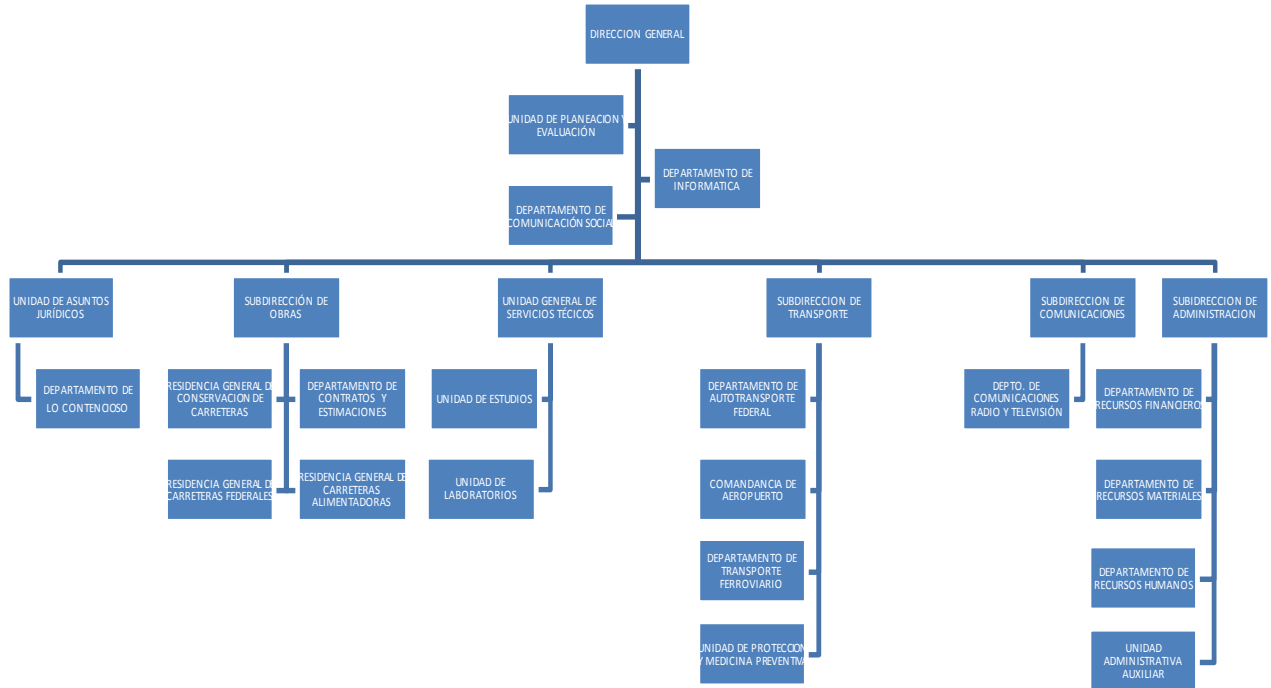 DIRECCION GENERAL
UNIDAD DE PLANEACION Y
EVALUACIÓN
DEPARTAMENTO DE
INFORMATICA
DEPARTAMENTO DE
COMUNICACIÓN SOCIAL
UNIDAD DE ASUNTOS
JURÍDICOS
SUBDIRECCIÓN DE
OBRAS
UNIDAD GENERAL DE
SERVICIOS TÉCICOS
SUBDIRECCION DE
TRANSPORTE
SUBDIRECCION DE
COMUNICACIONES
SUBIDRECCION DE
ADMINISTRACION
DEPARTAMENTO DE
LO CONTENCIOSO
RESIDENCIA GENERAL DE
CONSERVACION DE
CARRETERAS
DEPARTAMENTO DE
CONTRATOS Y
ESTIMACIONES
UNIDAD DE ESTUDIOS
DEPARTAMENTO DE
AUTOTRANSPORTE
FEDERAL
DEPTO. DE
COMUNICACIONES
RADIO Y TELEVISIÓN
DEPARTAMENTO DE
RECURSOS FINANCIEROS
RESIDENCIA GENERAL DE
CARRETERAS FEDERALES
RESIDENCIA GENERAL DE
CARRETERAS
ALIMENTADORAS
UNIDAD DE
LABORATORIOS
COMANDANCIA DE
AEROPUERTO
DEPARTAMENTO DE
RECURSOS MATERIALES
DEPARTAMENTO DE
TRANSPORTE
FERROVIARIO
DEPARTAMENTO DE
RECURSOS HUMANOS
UNIDAD DE PROTECCION
Y MEDICINA PREVENTIVA
UNIDAD
ADMINISTRATIVA
AUXILIAR